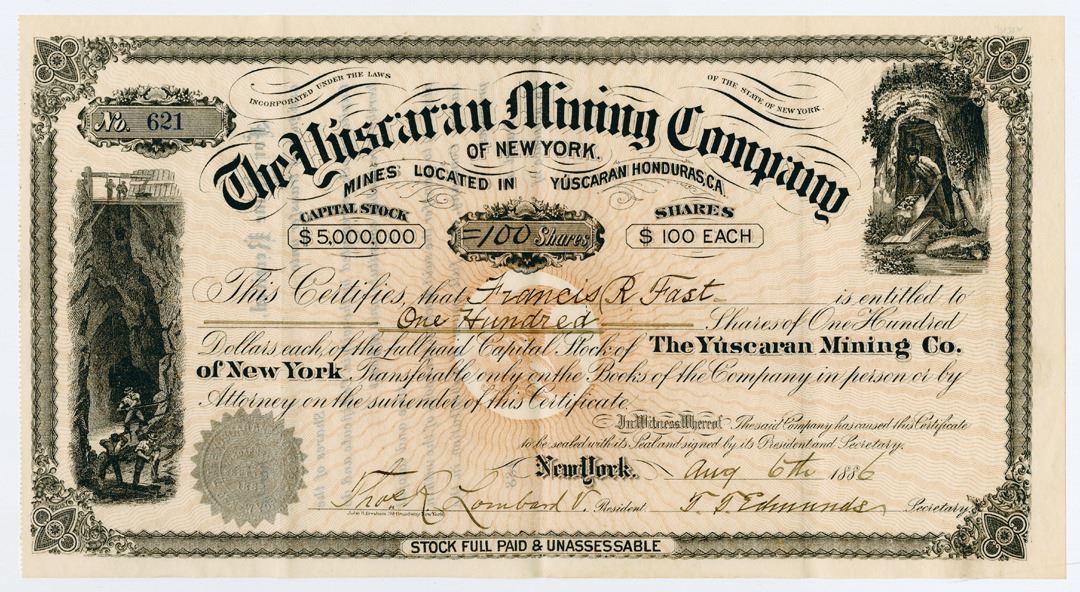 INCORPORATED UNDER THE LAWS
OF THE STATE OF NEW YORK.
No. 621
The Yúscaran Mining Company
OF NEW YORK.
MINES LOCATED IN YÚSCARAN HONDURAS, C.A.
CAPITAL STOCK
$5,000,000
=100 Shares
SHARES
$ 100 EACH
This Certifies, that Francis R Fast is entitled to
One Hundred Shares of One Hundred
Dollars each, of the full paid Capital Stock of The Yúscaran Mining Co.
of New York Transferable only on the Books of the Company in person or by
Attorney on the surrender of this Certificate.
In Witness Whereof, The said Company has caused this Certificate
to be sealed with its Seal and signed by its President and Secretary.
New York. Aug 6th 1886
Thos R Lombard V. President. T. T. Edmunds Secretary.
STOCK FULL PAID & UNASSESSABLE